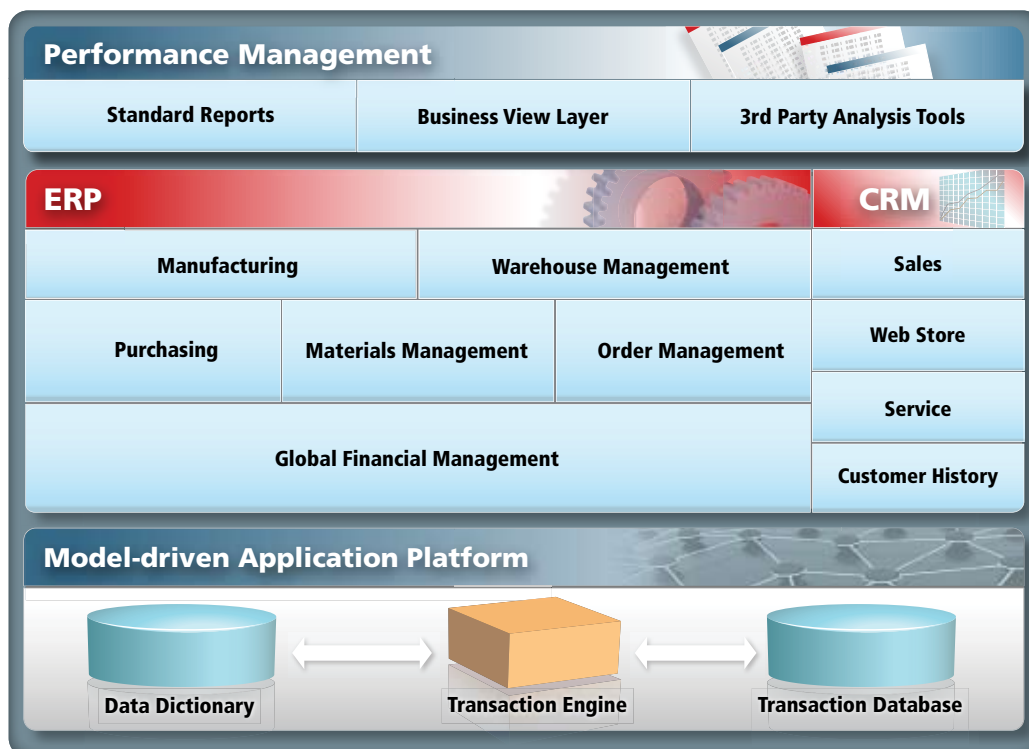 Performance Management
Standard Reports
Business View Layer
3rd Party Analysis Tools
ERP
CRM
Manufacturing
Warehouse Management
Sales
Purchasing
Materials Management
Order Management
Web Store
Service
Global Financial Management
Customer History
Model-driven Application Platform
Data Dictionary
Transaction Engine
Transaction Database